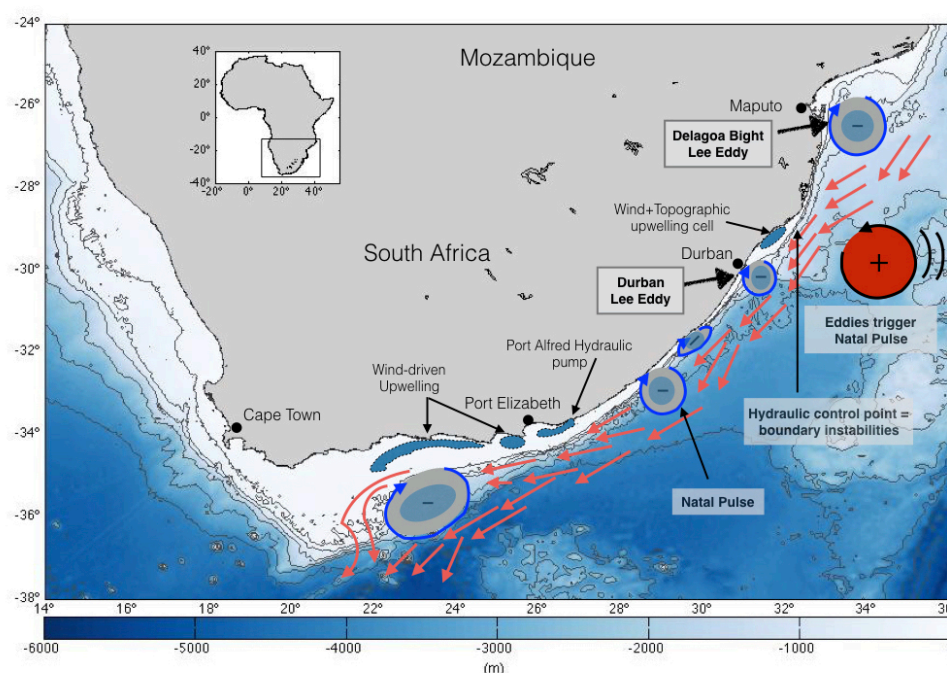 -24°
-26°
-28°
-30°
-32°
-34°
-36°
-38°
40°
20°
0°
-20°
-40°
-20°
0°
20°
40°
Mozambique
Maputo
Delagoa Bight
Lee Eddy
–
Wind+Topographic
upwelling cell
South Africa
Durban
Durban
Lee Eddy
–
+
Eddies trigger
Natal Pulse
Port Alfred Hydraulic
pump
Wind-driven
Upwelling
Port Elizabeth
–
–
Cape Town
Hydraulic control point =
boundary instabilities
Natal Pulse
–
14
16
18
20
22
24
26
28
30
32
34
-6000
-5000
-4000
-3000
-2000
-1000
(m)